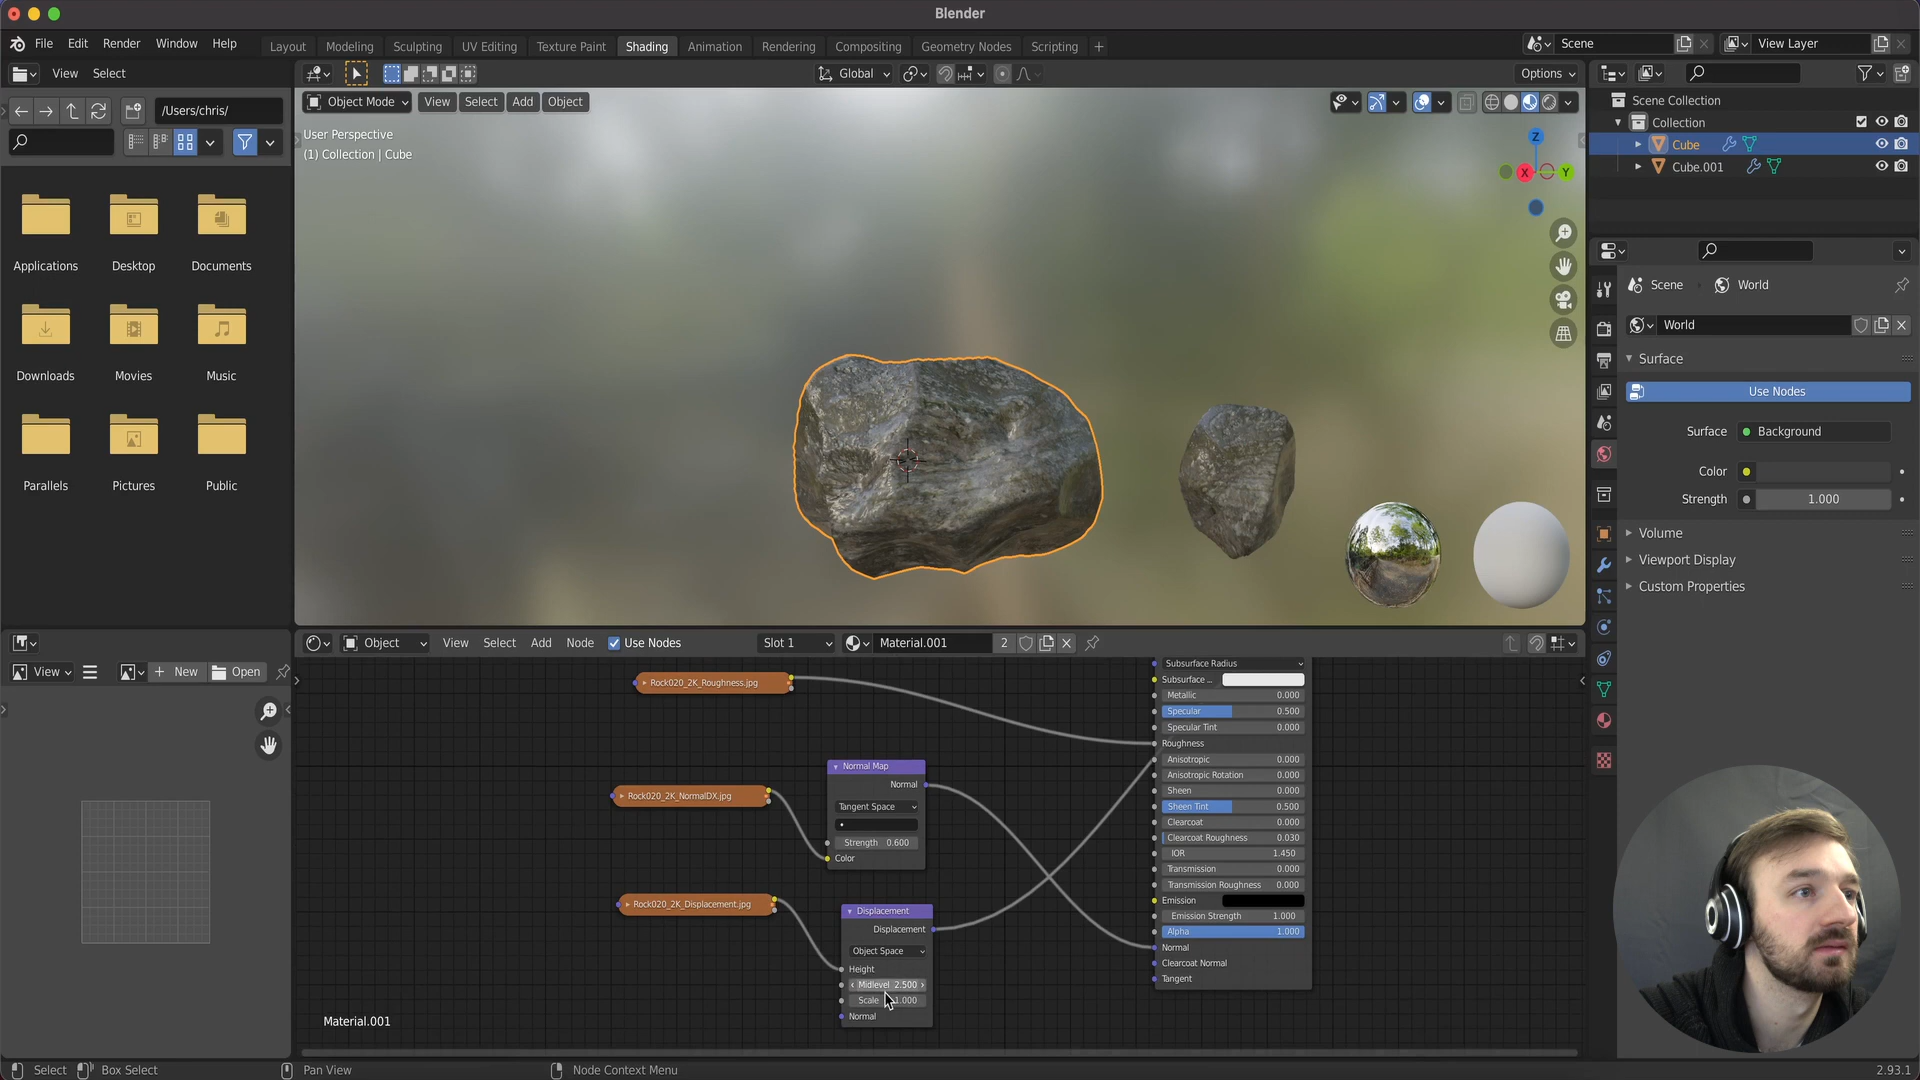 Blender
File Edit Render Window Help
Layout Modeling Sculpting UV Editing Texture Paint Shading Animation Rendering Compositing Geometry Nodes Scripting +
Scene
View Layer
View Select
Global
Options
/Users/chris/
Object Mode View Select Add Object
User Perspective
(1) Collection | Cube
Z
X
Y
Applications Desktop Documents
Downloads Movies Music
Parallels Pictures Public
Scene Collection
Collection
Cube
Cube.001
Scene World
World
Surface
Use Nodes
Surface Background
Color
Strength 1.000
Volume
Viewport Display
Custom Properties
View New Open
Object View Select Add Node Use Nodes Slot 1 Material.001 2
Rock020_2K_Roughness.jpg
Rock020_2K_NormalDX.jpg
Rock020_2K_Displacement.jpg
Normal Map
Normal
Tangent Space
Strength 0.600
Color
Displacement
Displacement
Object Space
Height
Midlevel 2.500
Scale 1.000
Normal
Subsurface Radius
Subsurface ..
Metallic 0.000
Specular 0.500
Specular Tint 0.000
Roughness
Anisotropic 0.000
Anisotropic Rotation 0.000
Sheen 0.000
Sheen Tint 0.500
Clearcoat 0.000
Clearcoat Roughness 0.030
IOR 1.450
Transmission 0.000
Transmission Roughness 0.000
Emission
Emission Strength 1.000
Alpha 1.000
Normal
Clearcoat Normal
Tangent
Material.001
Select Box Select Pan View Node Context Menu 2.93.1